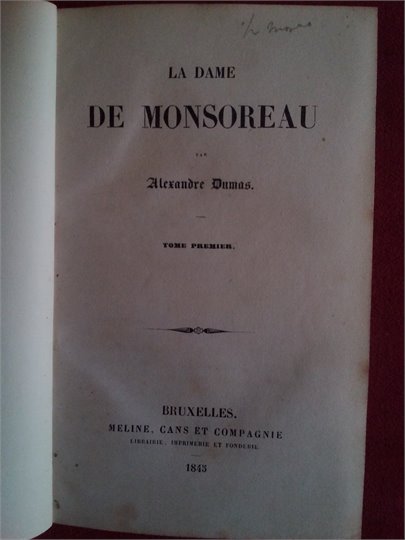 LA DAME
DE MONSOREAU
PAR
Alexandre Dumas.
TOME PREMIER.
BRUXELLES.
MELINE, CANS ET COMPAGNIE
LIBRAIRIE, IMPRIMERIE ET FONDERIE
1845